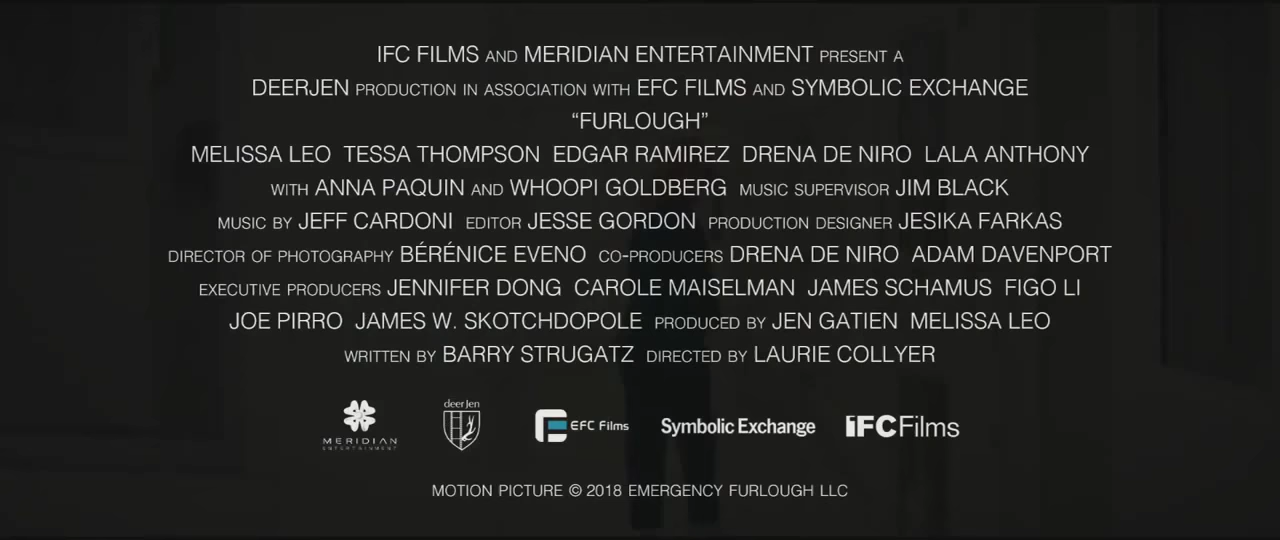 IFC FILMS AND MERIDIAN ENTERTAINMENT PRESENT A
DEERJEN PRODUCTION IN ASSOCIATION WITH EFC FILMS AND SYMBOLIC EXCHANGE
“FURLOUGH”
MELISSA LEO TESSA THOMPSON EDGAR RAMIREZ DRENA DE NIRO LALA ANTHONY
WITH ANNA PAQUIN AND WHOOPI GOLDBERG MUSIC SUPERVISOR JIM BLACK
MUSIC BY JEFF CARDONI EDITOR JESSE GORDON PRODUCTION DESIGNER JESIKA FARKAS
DIRECTOR OF PHOTOGRAPHY BÉRÉNICE EVENO CO-PRODUCERS DRENA DE NIRO ADAM DAVENPORT
EXECUTIVE PRODUCERS JENNIFER DONG CAROLE MAISELMAN JAMES SCHAMUS FIGO LI
JOE PIRRO JAMES W. SKOTCHDOPOLE PRODUCED BY JEN GATIEN MELISSA LEO
WRITTEN BY BARRY STRUGATZ DIRECTED BY LAURIE COLLYER
MERIDIAN
ENTERTAINMENT
deerJen
EFC Films
Symbolic Exchange
IFC Films
MOTION PICTURE © 2018 EMERGENCY FURLOUGH LLC